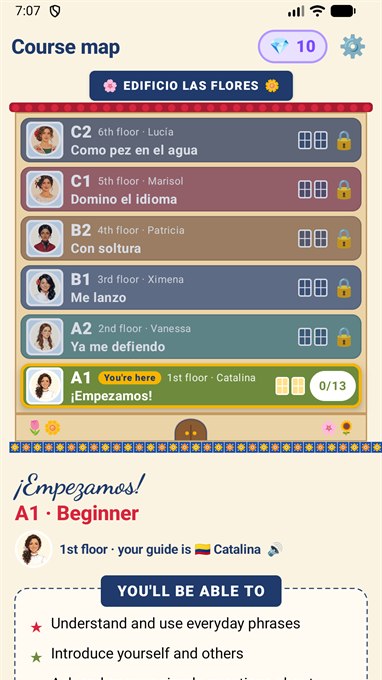 7:07
Course map
10
EDIFICIO LAS FLORES
C2 6th floor · Lucía
Como pez en el agua
C1 5th floor · Marisol
Domino el idioma
B2 4th floor · Patricia
Con soltura
B1 3rd floor · Ximena
Me lanzo
A2 2nd floor · Vanessa
Ya me defiendo
A1 You're here 1st floor · Catalina
¡Empezamos!
0/13
¡Empezamos!
A1 · Beginner
1st floor · your guide is 🇨🇴 Catalina
YOU'LL BE ABLE TO
Understand and use everyday phrases
Introduce yourself and others